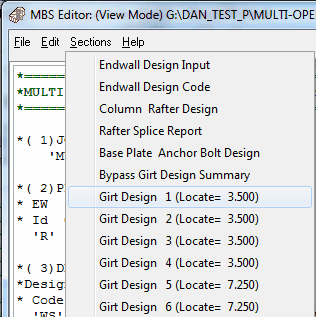 MBS Editor: (View Mode) G:\DAN_TEST_P\MULTI-OPE
File Edit Sections
Endwall Design Input
Endwall Design Code
Column Rafter Design
Rafter Splice Report
Base Plate Anchor Bolt Design
Bypass Girt Design Summary
Girt Design 1 (Locate= 3.500)
Girt Design 2 (Locate= 3.500)
Girt Design 3 (Locate= 3.500)
Girt Design 4 (Locate= 3.500)
Girt Design 5 (Locate= 7.250)
Girt Design 6 (Locate= 7.250)
*=====
*MULTI
*=====
*( 1)J
'M
*( 2)P
* EW
* Id
'R'
*( 3)D
*Design
* Code
'WS'